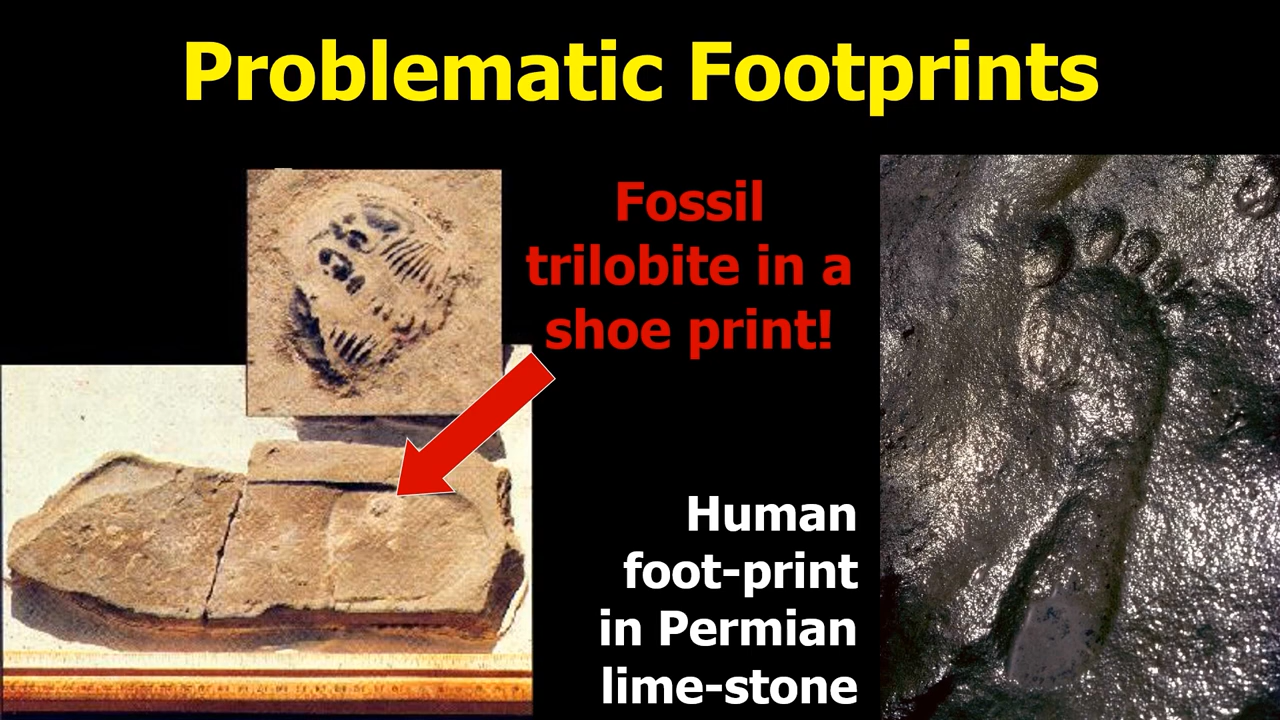 Problematic Footprints
Fossil
trilobite in a
shoe print!
Human
foot-print
in Permian
lime-stone